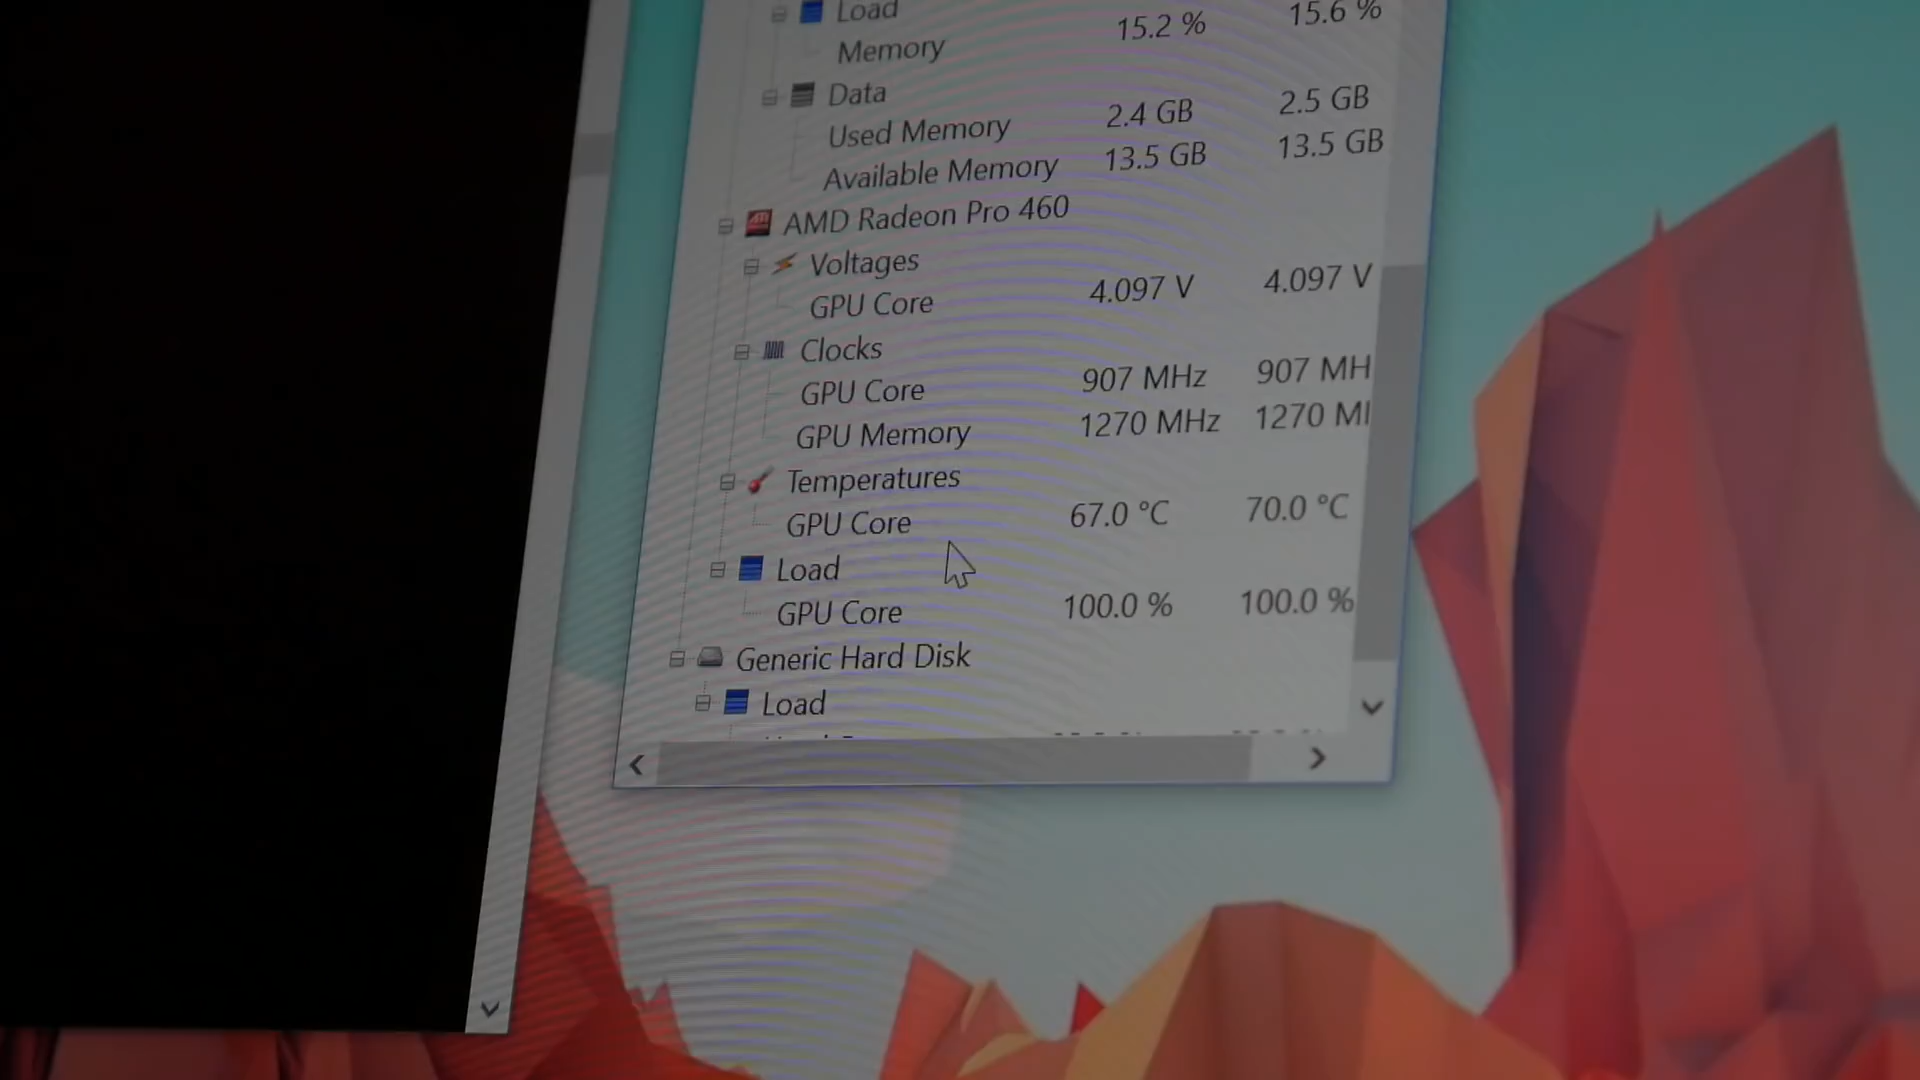 Load
Memory 15.2 % 15.6 %
Data
Used Memory 2.4 GB 2.5 GB
Available Memory 13.5 GB 13.5 GB
AMD Radeon Pro 460
Voltages
GPU Core 4.097 V 4.097 V
Clocks
GPU Core 907 MHz 907 MH
GPU Memory 1270 MHz 1270 M
Temperatures
GPU Core 67.0 °C 70.0 °C
Load
GPU Core 100.0 % 100.0 %
Generic Hard Disk
Load